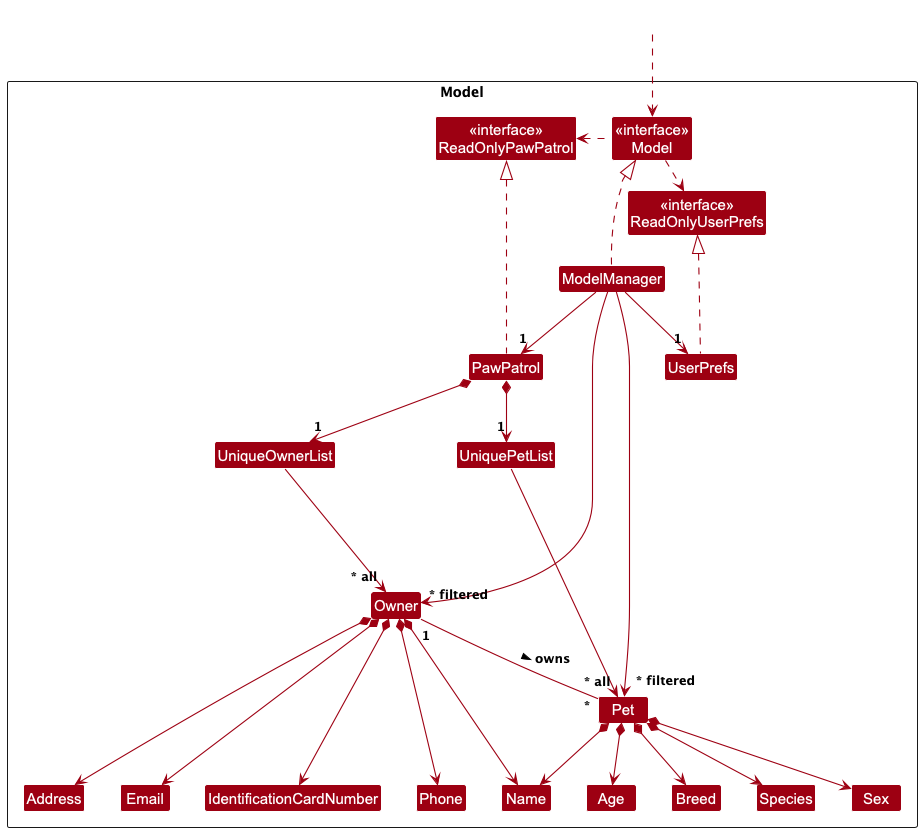 Model
«interface»
ReadOnlyPawPatrol
«interface»
Model
«interface»
ReadOnlyUserPrefs
ModelManager
1
1
PawPatrol
UserPrefs
1
1
UniqueOwnerList
UniquePetList
* all
* filtered
Owner
1
owns
* all
* filtered
*
Pet
Address
Email
IdentificationCardNumber
Phone
Name
Age
Breed
Species
Sex